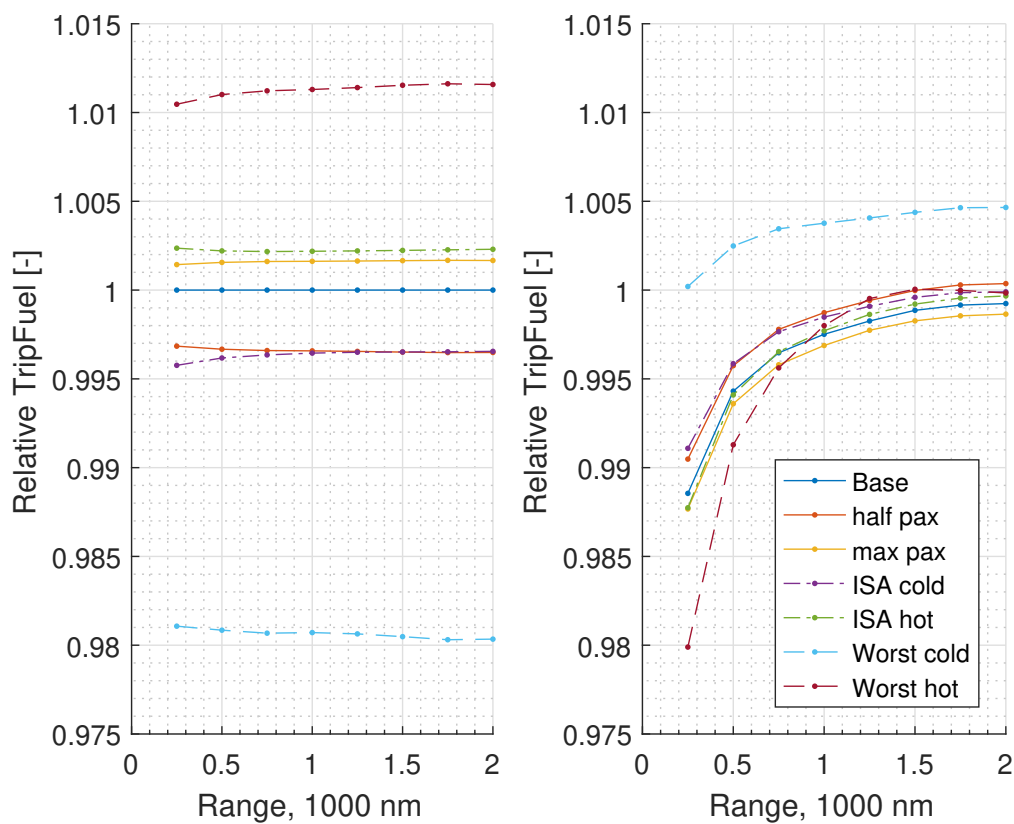 1.015
1.01
1.005
1
0.995
0.99
0.985
0.98
0.975
0
0.5
1
1.5
2
Range, 1000 nm
Relative TripFuel [-]
1.015
1.01
1.005
1
0.995
0.99
0.985
0.98
0.975
0
0.5
1
1.5
2
Range, 1000 nm
Relative TripFuel [-]
Base
half pax
max pax
ISA cold
ISA hot
Worst cold
Worst hot